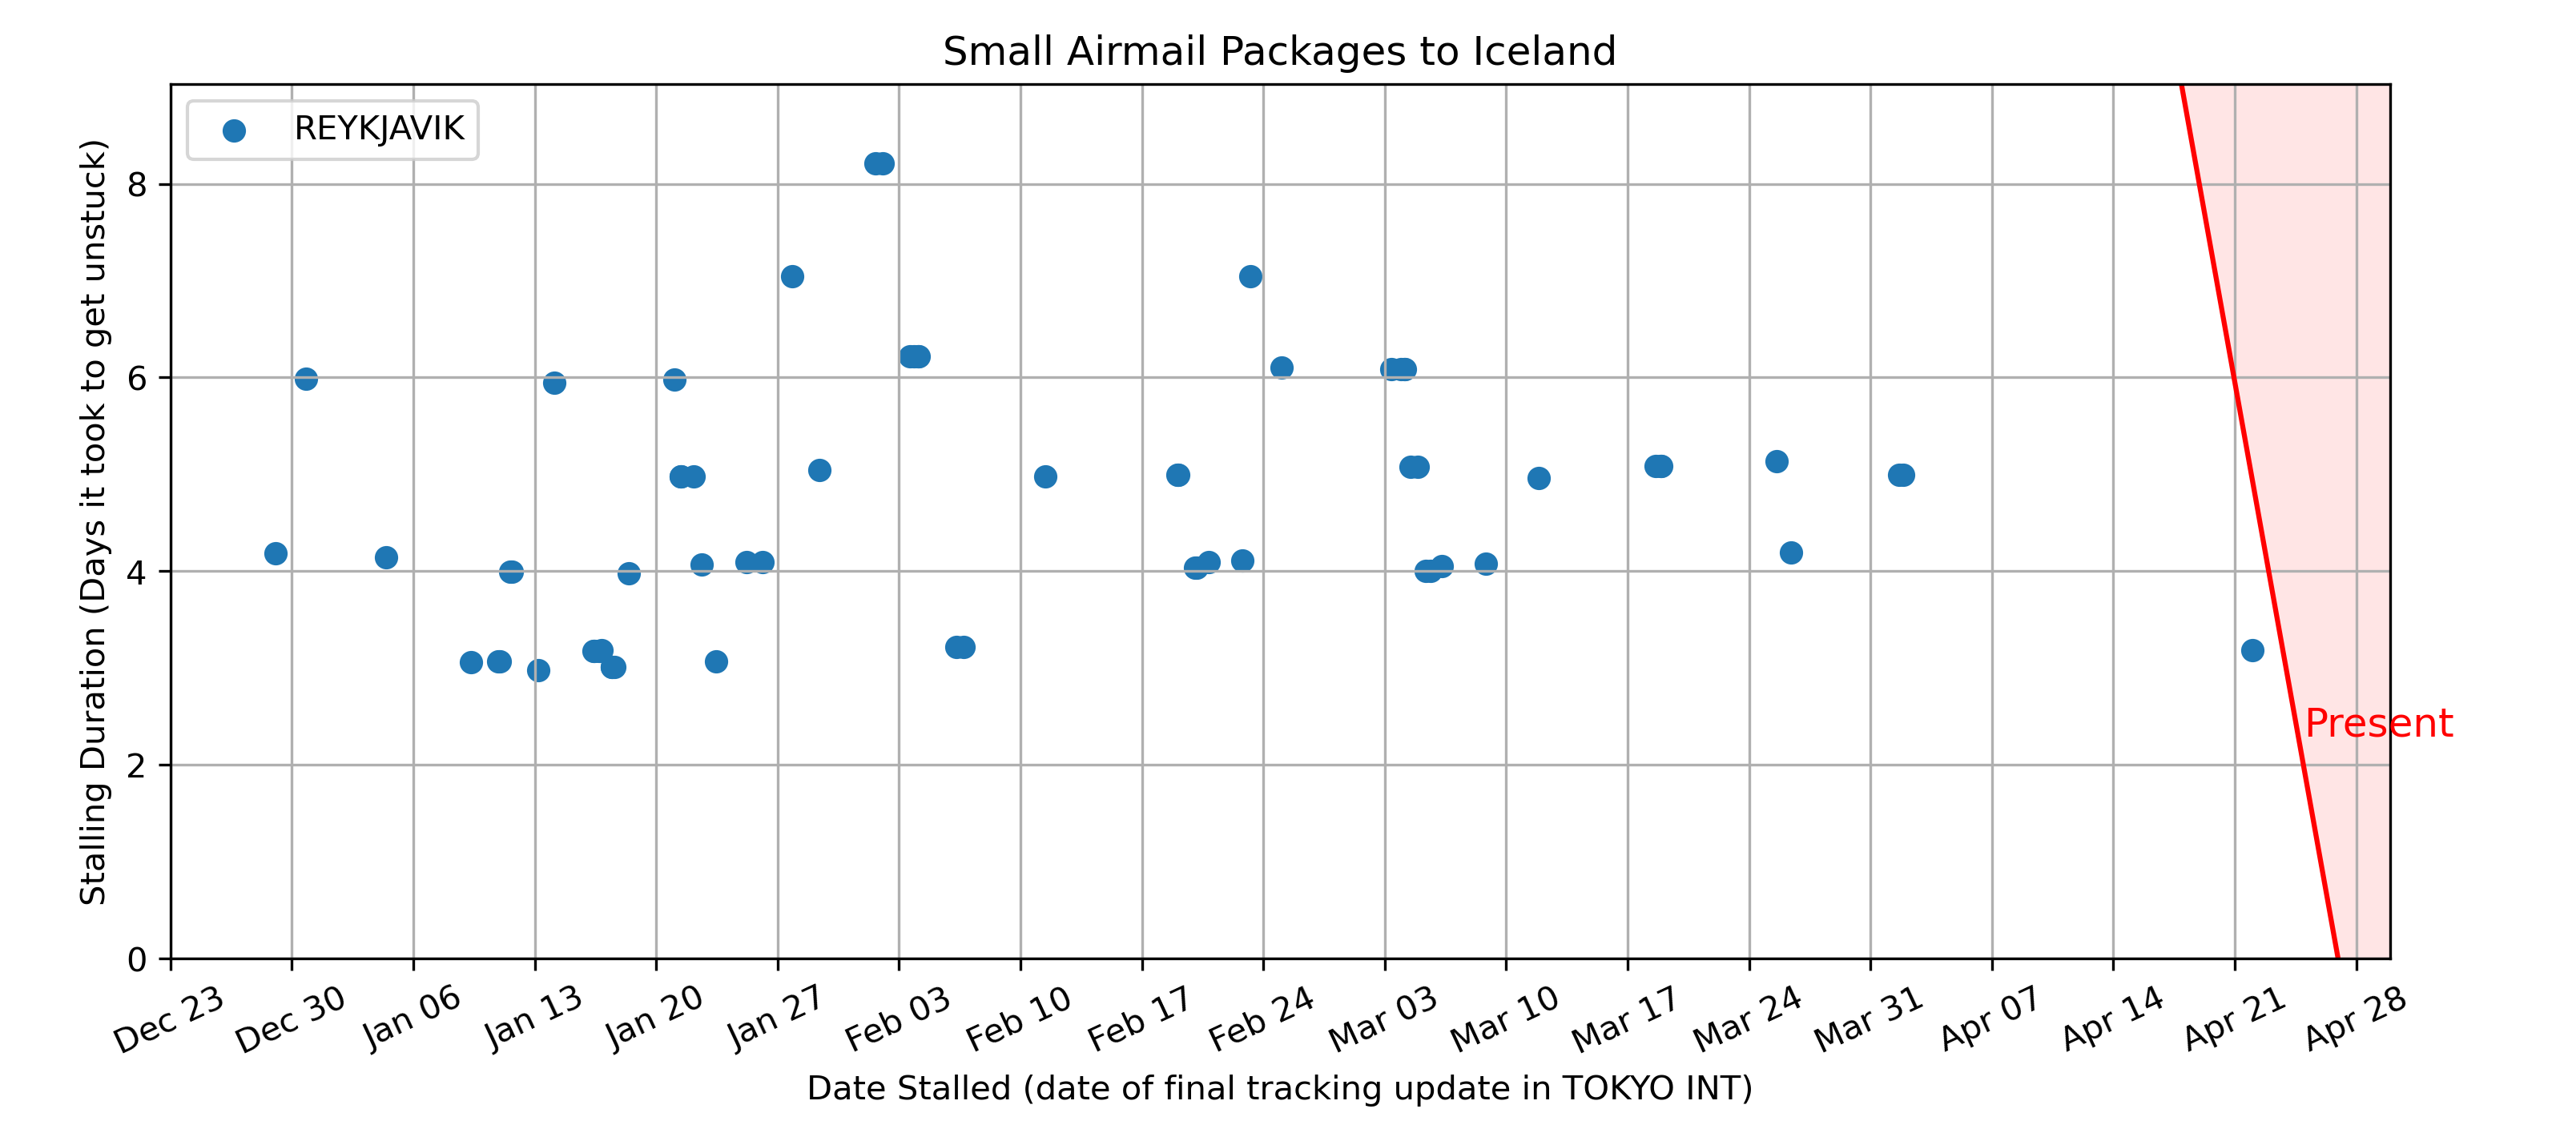 Small Airmail Packages to Iceland
REYKJAVIK
Stalling Duration (Days it took to get unstuck)
8
6
4
2
0
Present
Dec 23 Dec 30 Jan 06 Jan 13 Jan 20 Jan 27 Feb 03 Feb 10 Feb 17 Feb 24 Mar 03 Mar 10 Mar 17 Mar 24 Mar 31 Apr 07 Apr 14 Apr 21 Apr 28
Date Stalled (date of final tracking update in TOKYO INT)